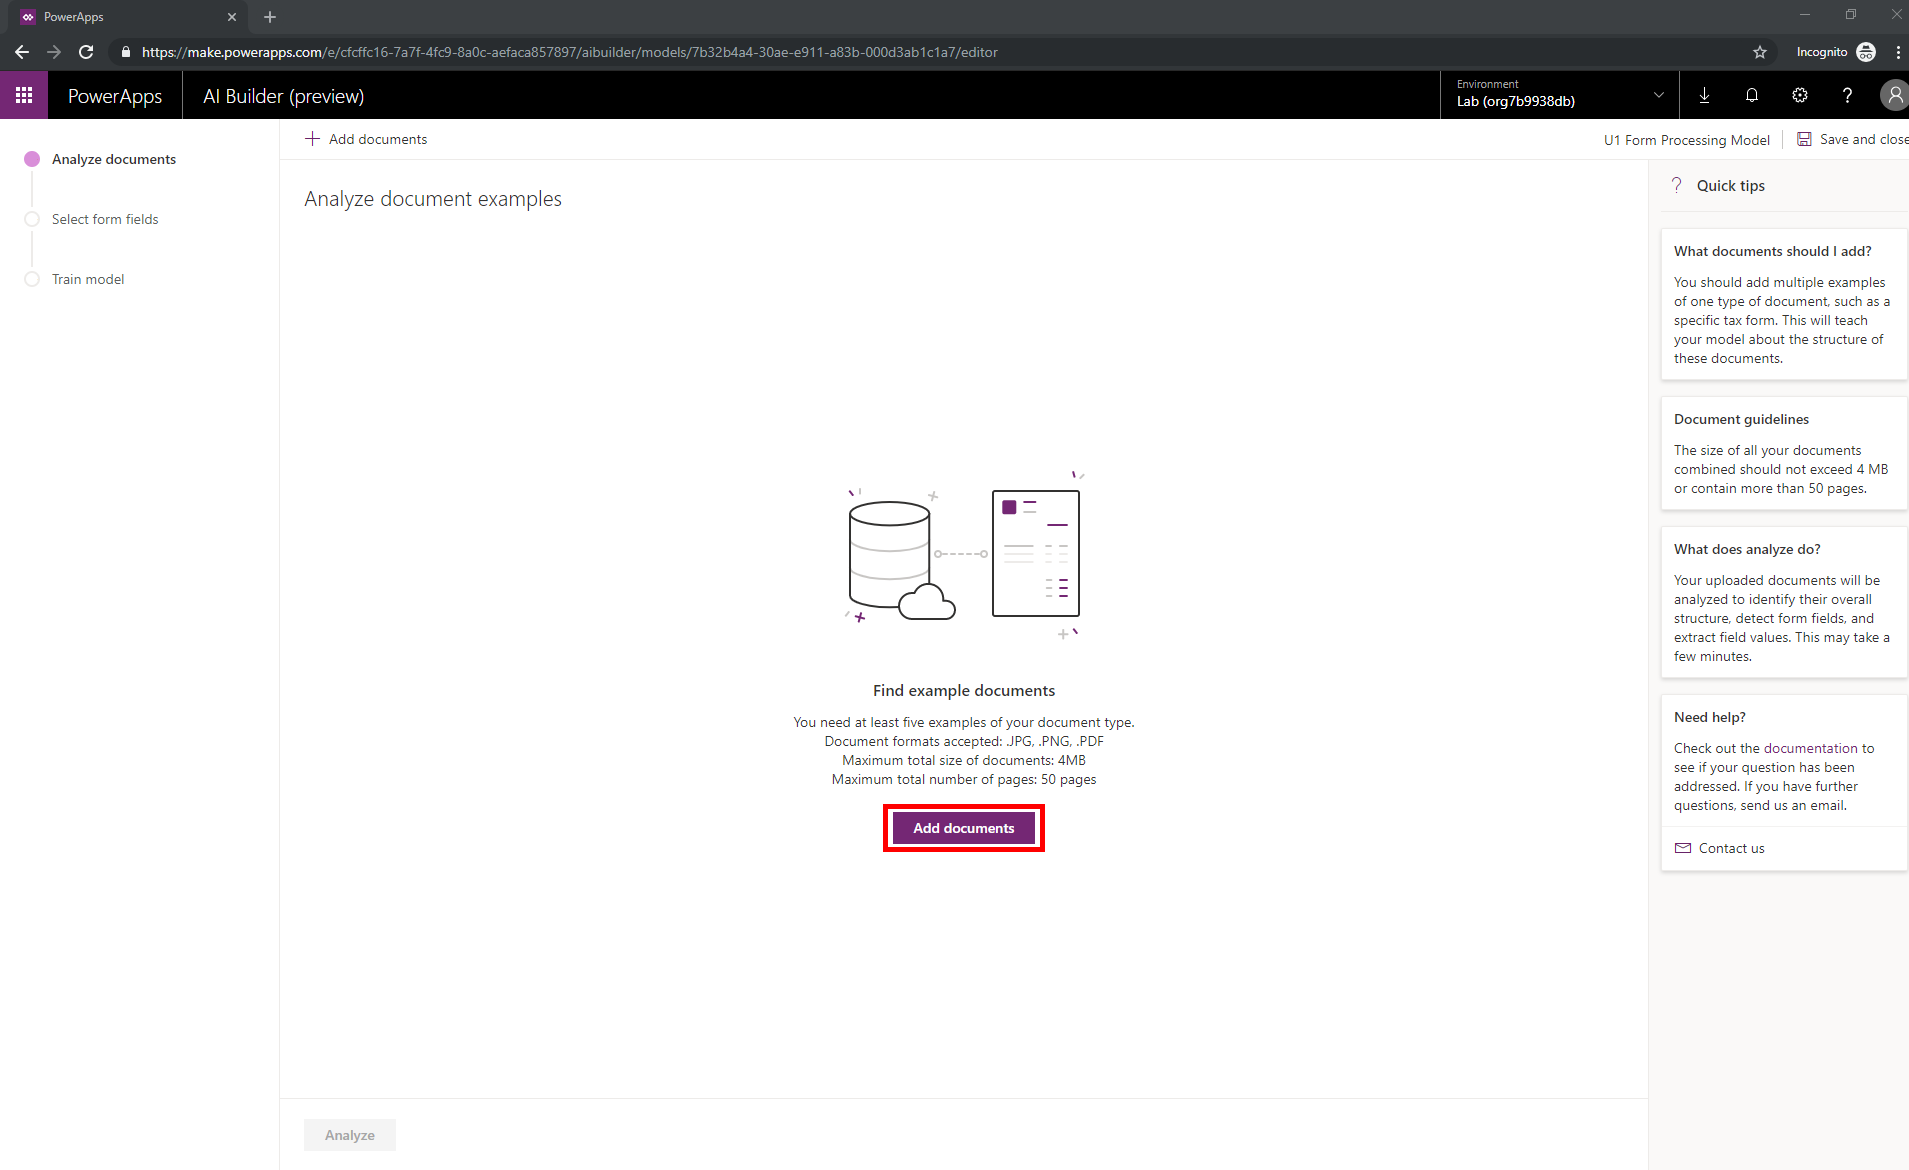 PowerApps
https://make.powerapps.com/e/cfcffc16-7a7f-4fc9-8a0c-aefaca857897/aibuilder/models/7b32b4a4-30ae-e911-a83b-000d3ab1c1a7/editor
Incognito
PowerApps
AI Builder (preview)
Environment
Lab (org7b9938db)
Analyze documents
Select form fields
Train model
Add documents
U1 Form Processing Model
Save and close
Analyze document examples
Find example documents
You need at least five examples of your document type.
Document formats accepted: .JPG, .PNG, .PDF
Maximum total size of documents: 4MB
Maximum total number of pages: 50 pages
Add documents
Analyze
Quick tips
What documents should I add?
You should add multiple examples
of one type of document, such as a
specific tax form. This will teach
your model about the structure of
these documents.
Document guidelines
The size of all your documents
combined should not exceed 4 MB
or contain more than 50 pages.
What does analyze do?
Your uploaded documents will be
analyzed to identify their overall
structure, detect form fields, and
extract field values. This may take a
few minutes.
Need help?
Check out the documentation to
see if your question has been
addressed. If you have further
questions, send us an email.
Contact us